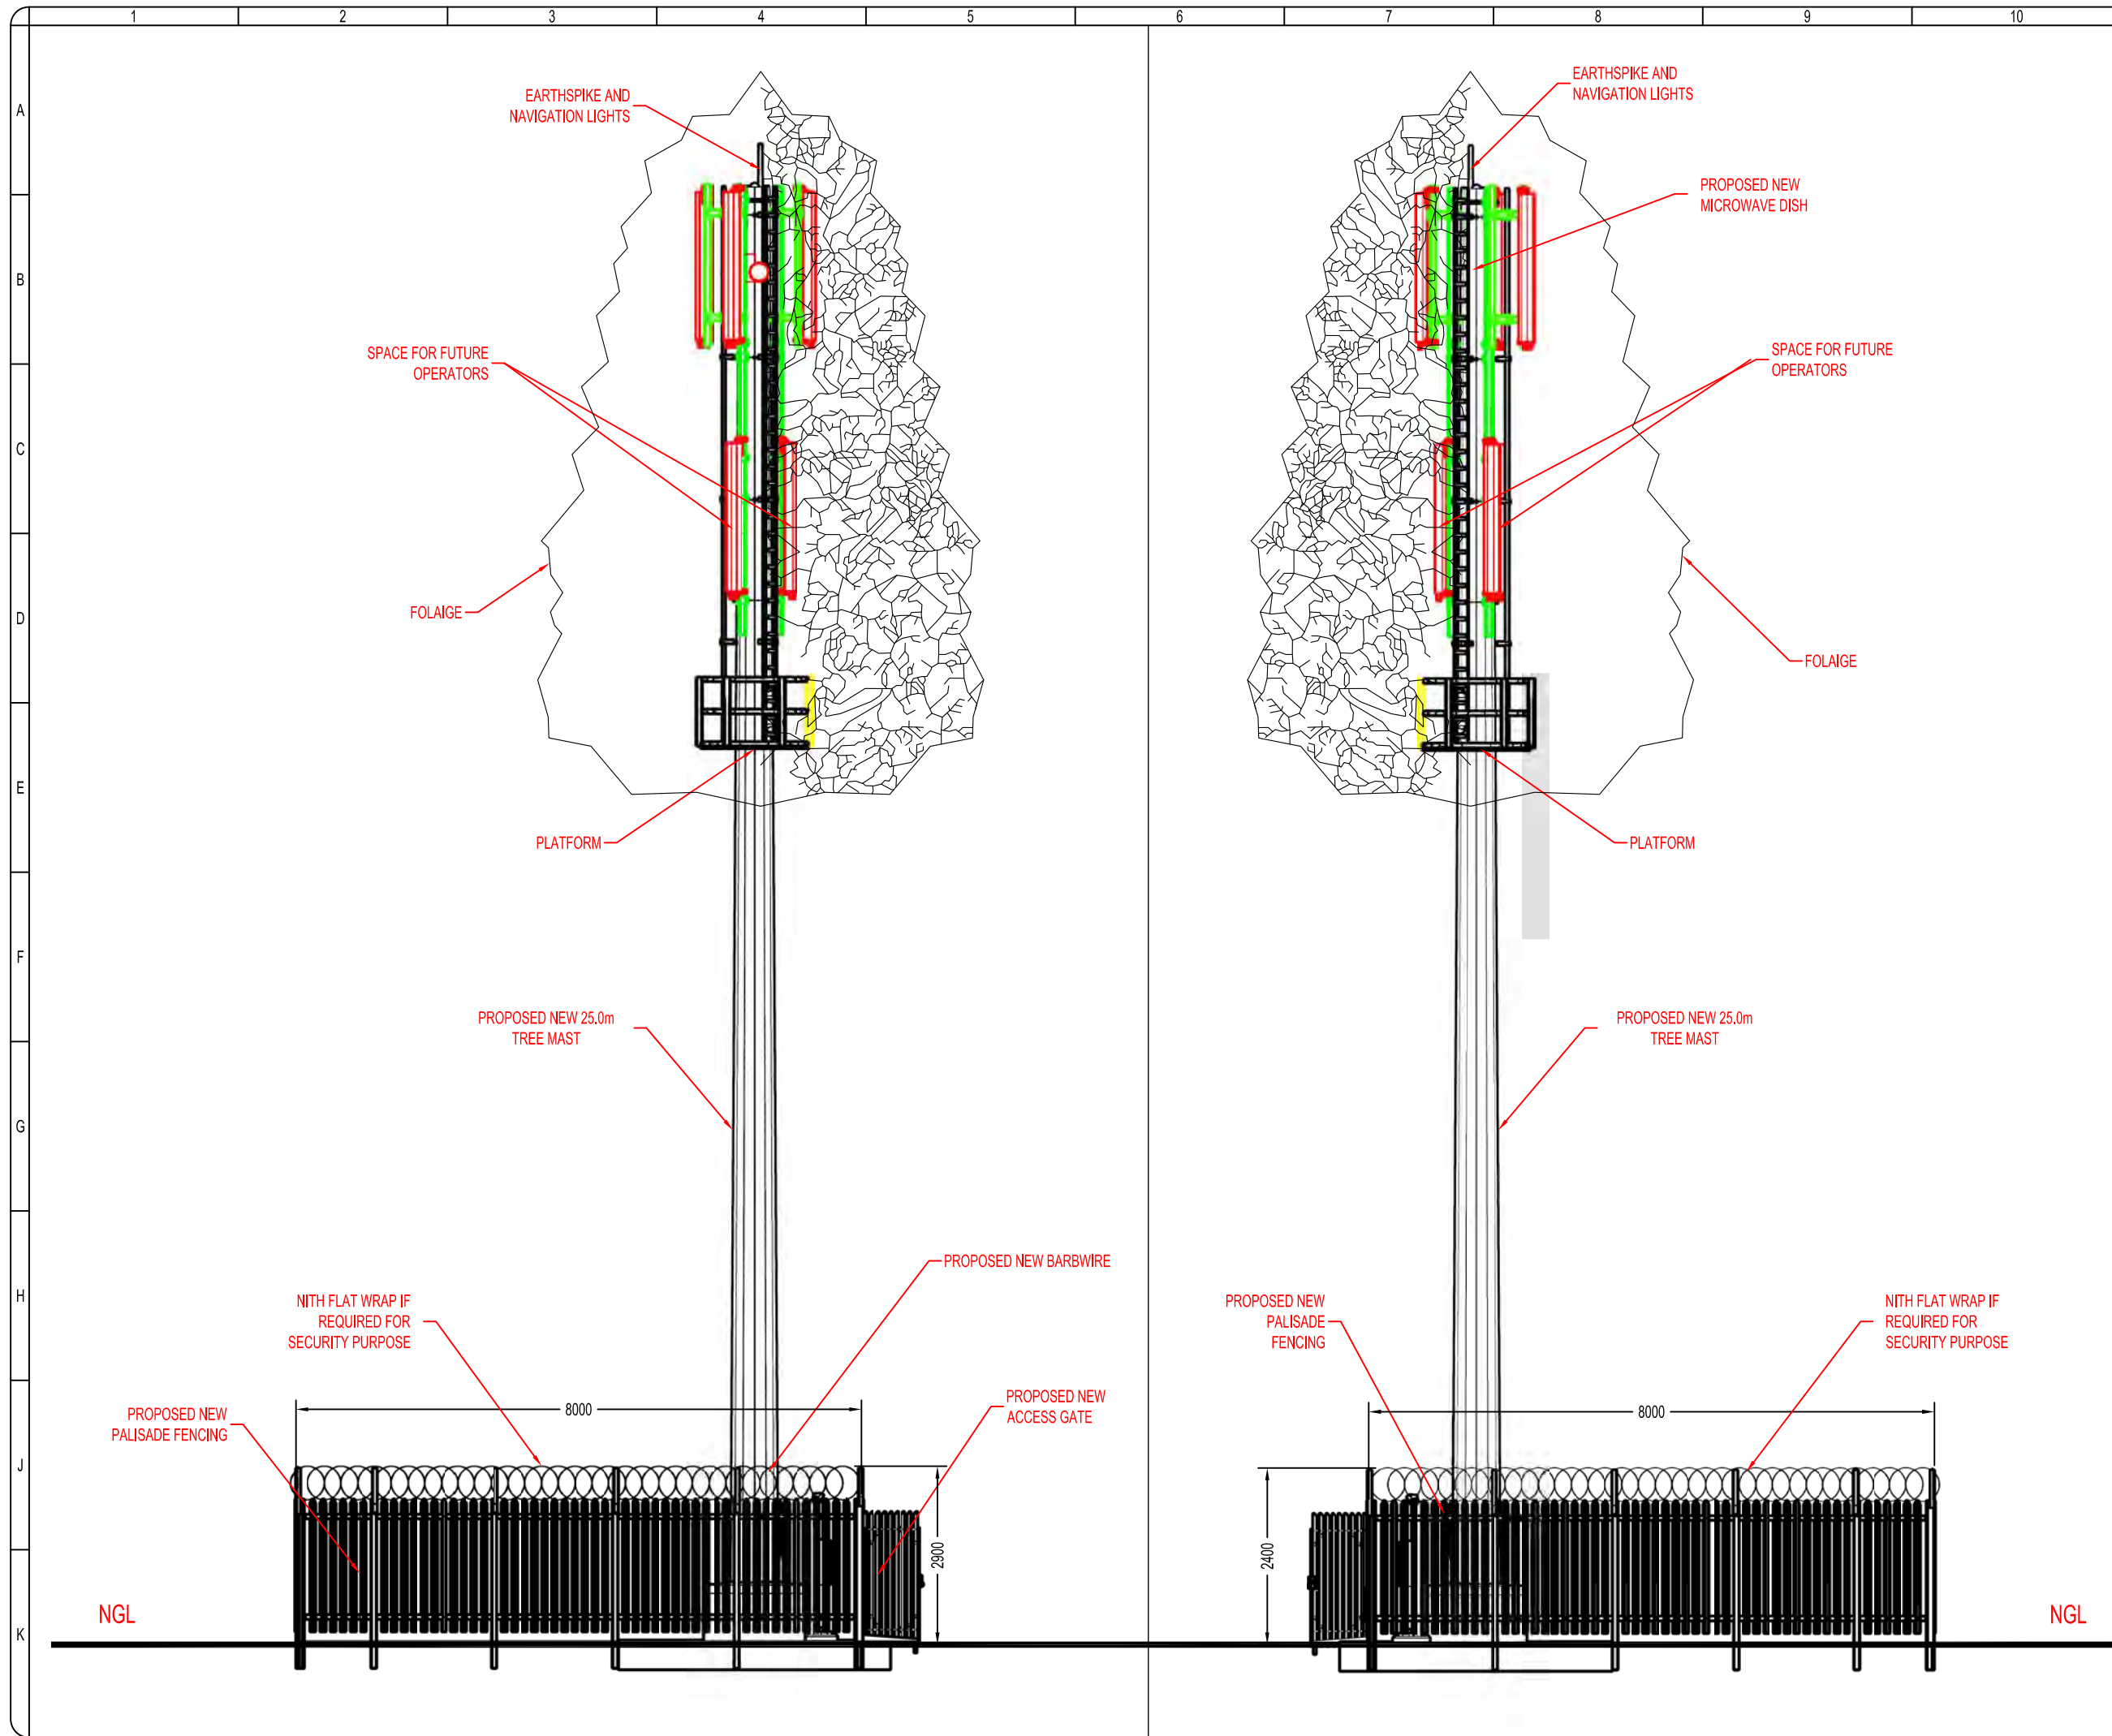 1 2 3 4 5 6 7 8 9 10
A
B
C
D
E
F
G
H
J
K
EARTHSPIKE AND
NAVIGATION LIGHTS
SPACE FOR FUTURE
OPERATORS
FOLAIGE
PLATFORM
PROPOSED NEW 25.0m
TREE MAST
PROPOSED NEW BARBWIRE
NITH FLAT WRAP IF
REQUIRED FOR
SECURITY PURPOSE
PROPOSED NEW
ACCESS GATE
PROPOSED NEW
PALISADE FENCING
8000
2900
NGL
EARTHSPIKE AND
NAVIGATION LIGHTS
PROPOSED NEW
MICROWAVE DISH
SPACE FOR FUTURE
OPERATORS
FOLAIGE
PLATFORM
PROPOSED NEW 25.0m
TREE MAST
PROPOSED NEW
PALISADE
FENCING
NITH FLAT WRAP IF
REQUIRED FOR
SECURITY PURPOSE
8000
2400
NGL